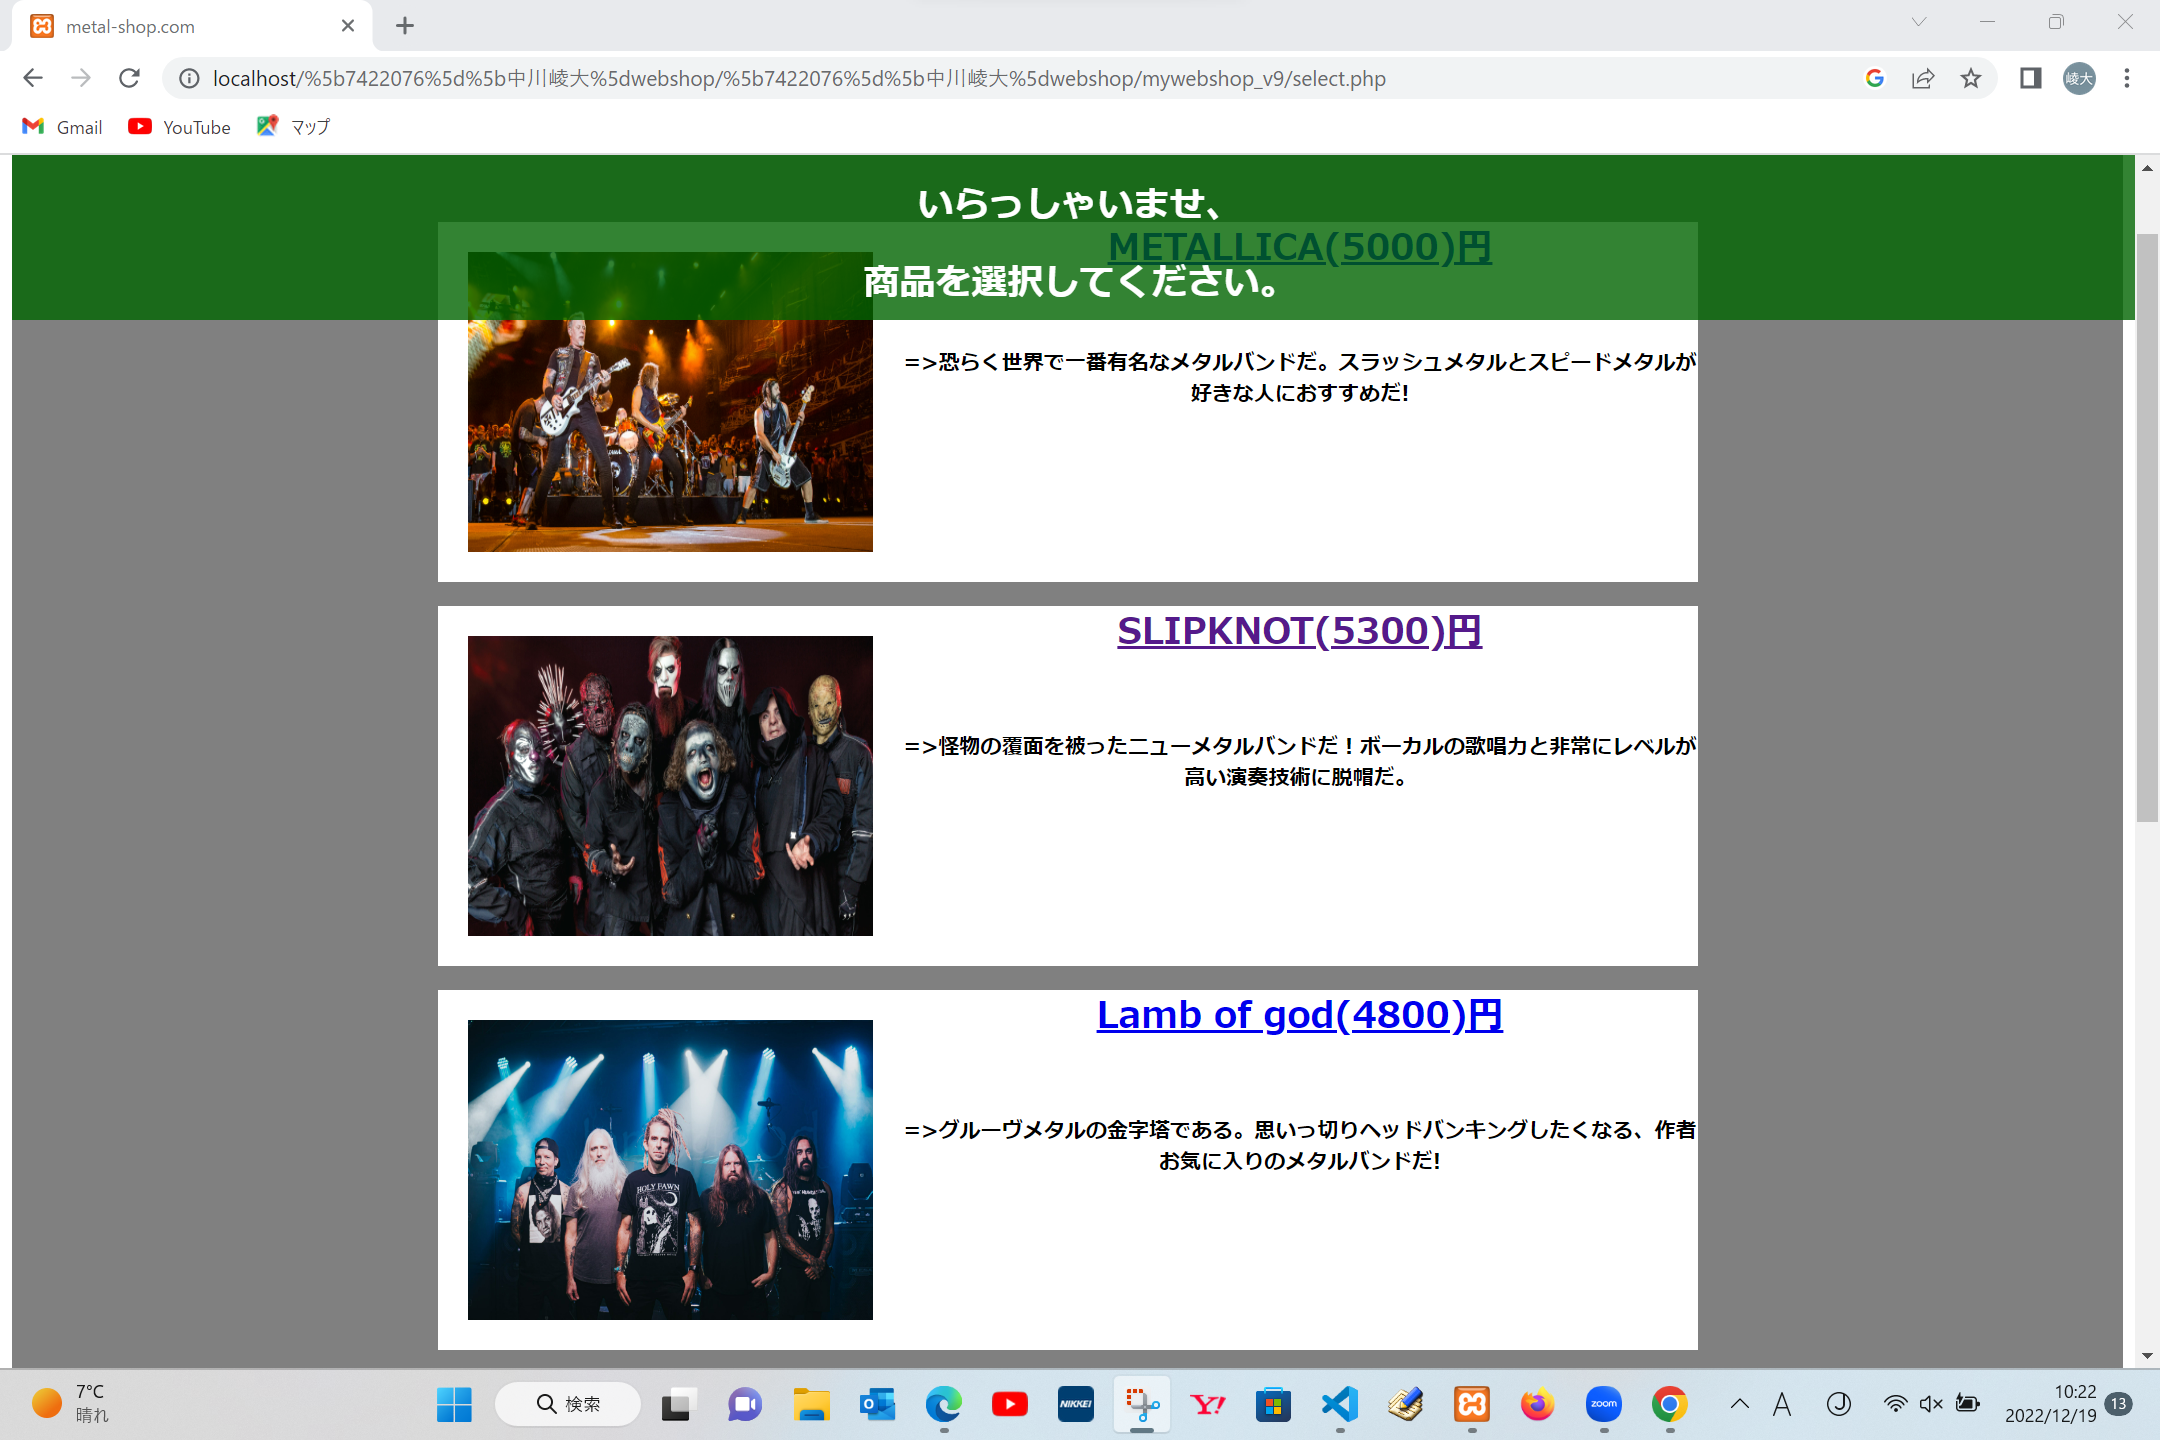 metal-shop.com
localhost/%5b7422076%5d%5b中川崚大%5dwebshop/%5b7422076%5d%5b中川崚大%5dwebshop/mywebshop_v9/select.php
崚大
Gmail
YouTube
マップ
いらっしゃいませ、
METALLICA(5000)円
商品を選択してください。
=>恐らく世界で一番有名なメタルバンドだ。スラッシュメタルとスピードメタルが
好きな人におすすめだ!
SLIPKNOT(5300)円
=>怪物の覆面を被ったニューメタルバンドだ！ボーカルの歌唱力と非常にレベルが
高い演奏技術に脱帽だ。
Lamb of god(4800)円
=>グルーヴメタルの金字塔である。思いっ切りヘッドバンキングしたくなる、作者
お気に入りのメタルバンドだ!
HOLY FAWN
7°C
晴れ
検索
NIKKEI
Y!
zoom
A
J
10:22
2022/12/19
13